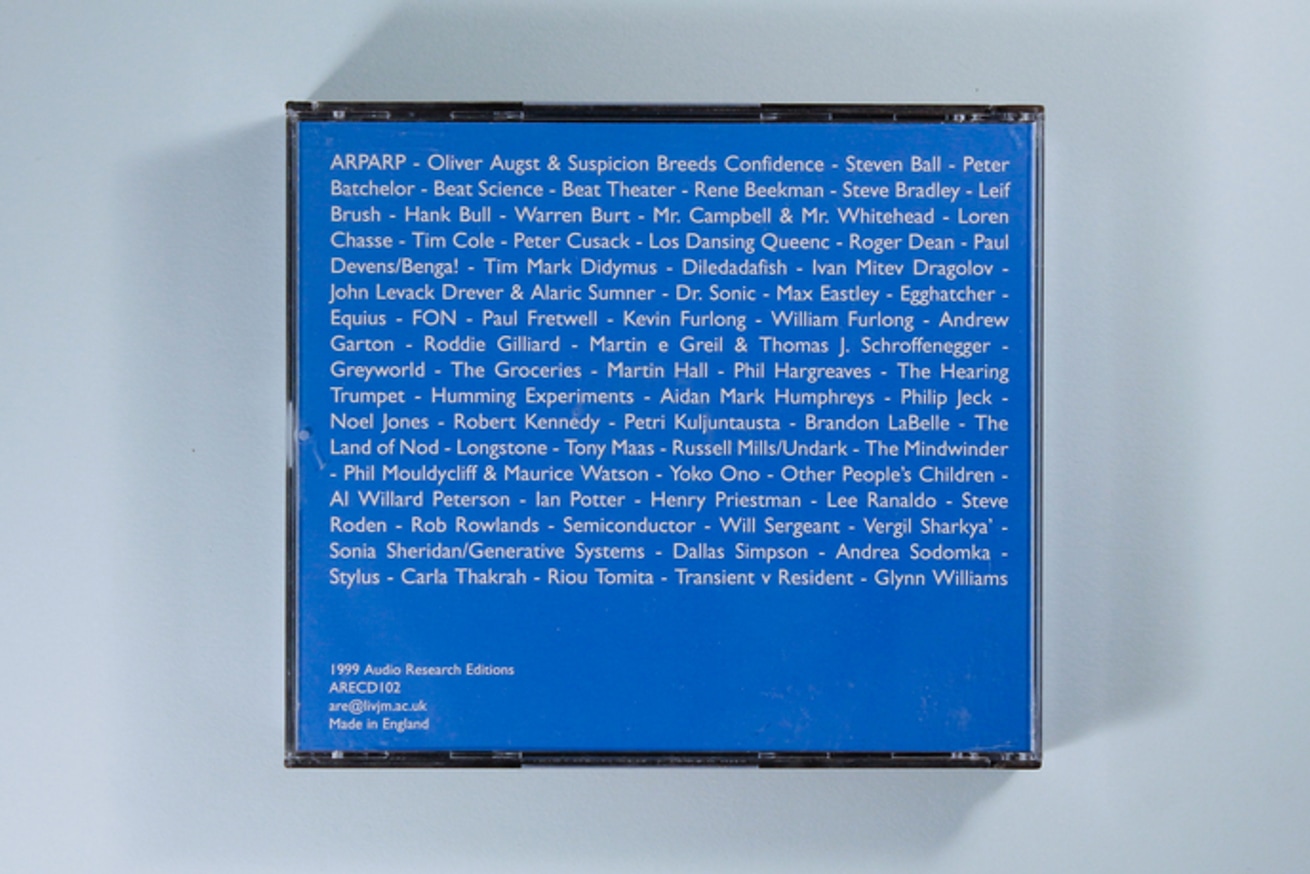 ARPARP - Oliver Augst & Suspicion Breeds Confidence - Steven Ball - Peter
Batchelor - Beat Science - Beat Theater - Rene Beekman - Steve Bradley - Leif
Brush - Hank Bull - Warren Burt - Mr. Campbell & Mr. Whitehead - Loren
Chasse - Tim Cole - Peter Cusack - Los Dansing Queenc - Roger Dean - Paul
Devens/Benga! - Tim Mark Didymus - Diledadafish - Ivan Mitev Dragolov -
John Levack Drever & Alaric Sumner - Dr. Sonic - Max Eastley - Egghatcher -
Equius - FON - Paul Fretwell - Kevin Furlong - William Furlong - Andrew
Garton - Roddie Gilliard - Martin e Greil & Thomas J. Schroffenegger -
Greyworld - The Groceries - Martin Hall - Phil Hargreaves - The Hearing
Trumpet - Humming Experiments - Aidan Mark Humphreys - Philip Jeck -
Noel Jones - Robert Kennedy - Petri Kuljuntausta - Brandon LaBelle - The
Land of Nod - Longstone - Tony Maas - Russell Mills/Undark - The Mindwinder
- Phil Mouldycliff & Maurice Watson - Yoko Ono - Other People's Children -
Al Willard Peterson - Ian Potter - Henry Priestman - Lee Ranaldo - Steve
Roden - Rob Rowlands - Semiconductor - Will Sergeant - Vergil Sharkya' -
Sonia Sheridan/Generative Systems - Dallas Simpson - Andrea Sodomka -
Stylus - Carla Thakrah - Riou Tomita - Transient v Resident - Glynn Williams
1999 Audio Research Editions
ARECD102
are@livjm.ac.uk
Made in England